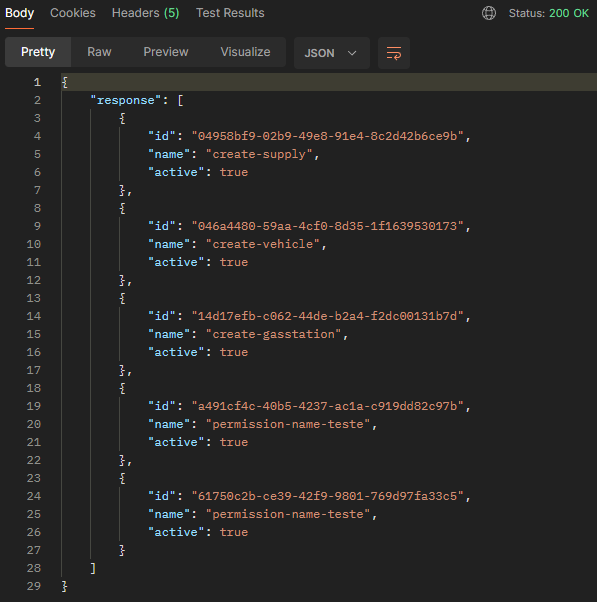 Body Cookies Headers (5) Test Results Status: 200 OK
Pretty Raw Preview Visualize JSON
1 {
2 "response": [
3 {
4 "id": "04958bf9-02b9-49e8-91e4-8c2d42b6ce9b",
5 "name": "create-supply",
6 "active": true
7 },
8 {
9 "id": "046a4480-59aa-4cf0-8d35-1f1639530173",
10 "name": "create-vehicle",
11 "active": true
12 },
13 {
14 "id": "14d17efb-c062-44de-b2a4-f2dc00131b7d",
15 "name": "create-gasstation",
16 "active": true
17 },
18 {
19 "id": "a491cf4c-40b5-4237-ac1a-c919dd82c97b",
20 "name": "permission-name-teste",
21 "active": true
22 },
23 {
24 "id": "61750c2b-ce39-42f9-9801-769d97fa33c5",
25 "name": "permission-name-teste",
26 "active": true
27 }
28 ]
29 }